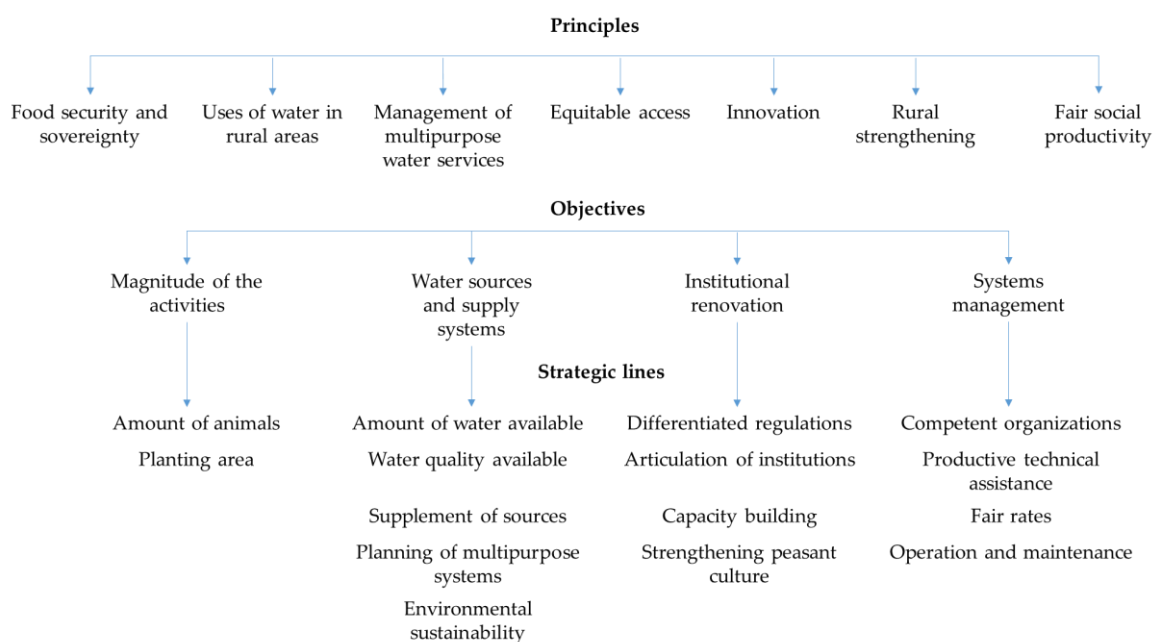 Principles
Food security and
sovereignty
Uses of water in
rural areas
Management of
multipurpose
water services
Equitable access
Innovation
Rural
strengthening
Fair social
productivity
Objectives
Magnitude of the
activities
Water sources
and supply
systems
Institutional
renovation
Systems
management
Strategic lines
Amount of animals
Planting area
Amount of water available
Water quality available
Supplement of sources
Planning of multipurpose
systems
Environmental
sustainability
Differentiated regulations
Articulation of institutions
Capacity building
Strengthening peasant
culture
Competent organizations
Productive technical
assistance
Fair rates
Operation and maintenance